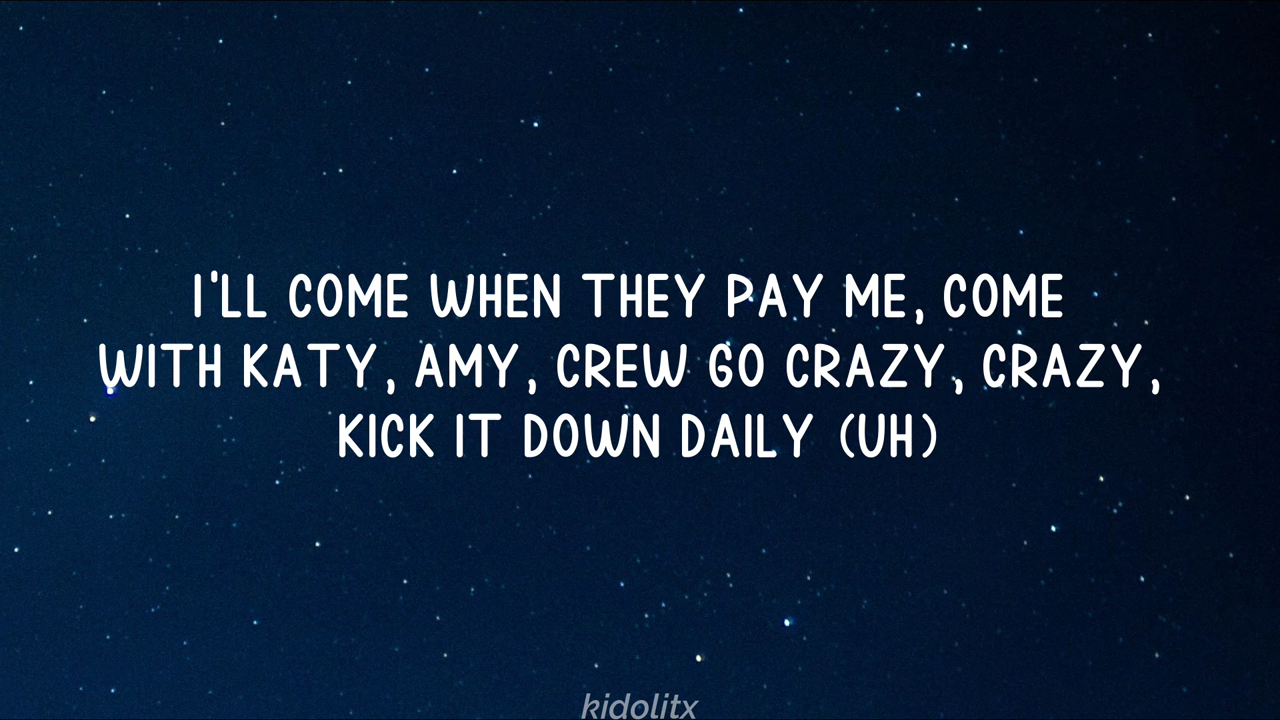 I'LL COME WHEN THEY PAY ME, COME
WITH KATY, AMY, CREW GO CRAZY, CRAZY,
KICK IT DOWN DAILY (UH)
kidolitx